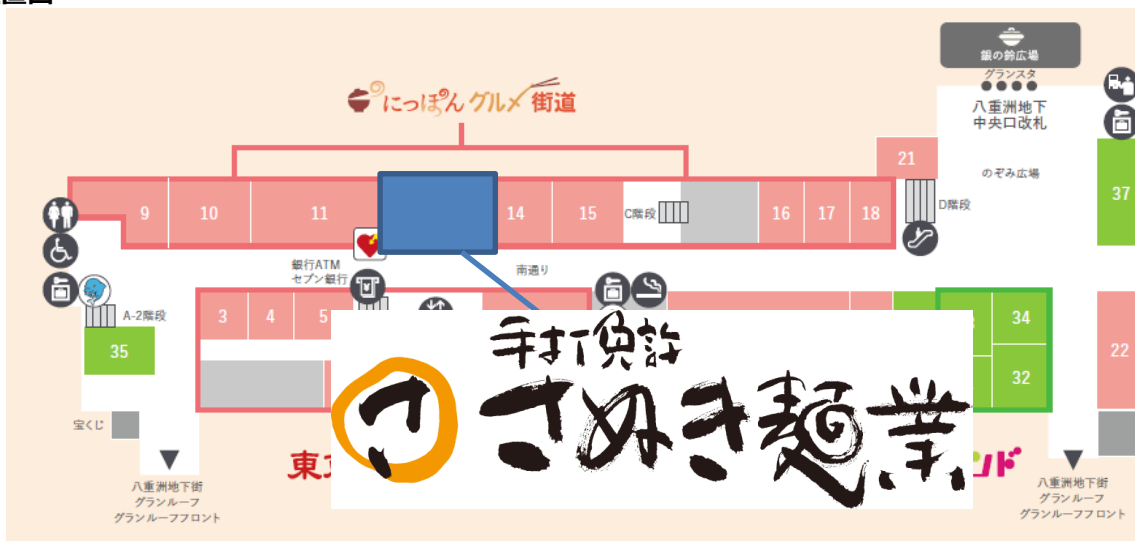 銀の鈴広場
グランスタ
八重洲地下
中央口改札
にっぽんグルメ街道
21
のぞみ広場
37
9
10
11
14
15
C階段
16
17
18
D階段
銀行ATM
セブン銀行
南通り
A-2階段
3
4
5
34
35
32
22
手打免許
さ
さぬき麺業
宝くじ
東
ンド
八重洲地下街
グランルーフ
グランルーフフロント
八重洲地下街
グランルーフ
グランルーフフロント